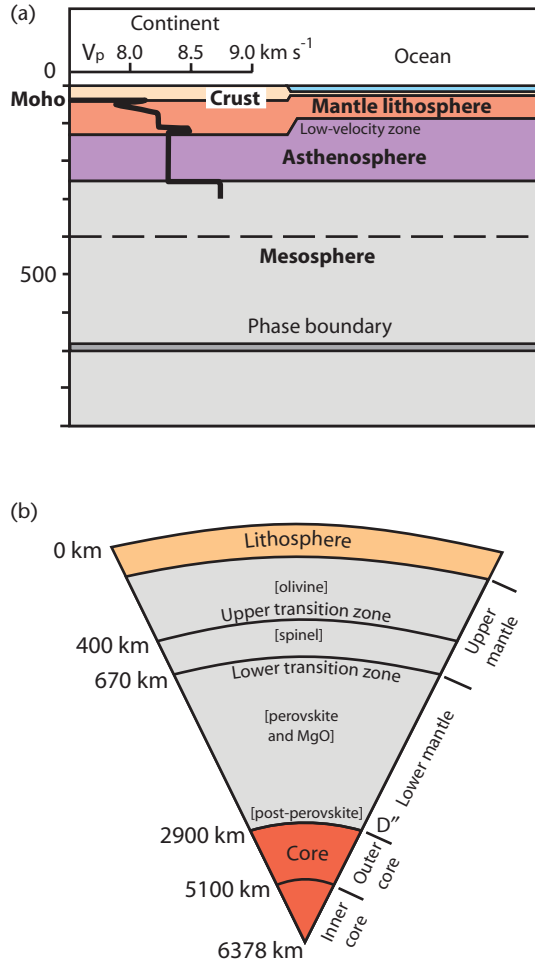 (a)
Continent
Vp 8.0 8.5 9.0 km s⁻¹
Ocean
0
Moho
Crust
Mantle lithosphere
Low-velocity zone
Asthenosphere
Mesosphere
500
Phase boundary
(b)
0 km
Lithosphere
[olivine]
Upper transition zone
400 km
[spinel]
670 km
Lower transition zone
Upper
mantle
[perovskite
and MgO]
Lower mantle
[post-perovskite]
D"
2900 km
Core
Outer
core
5100 km
Inner
core
6378 km